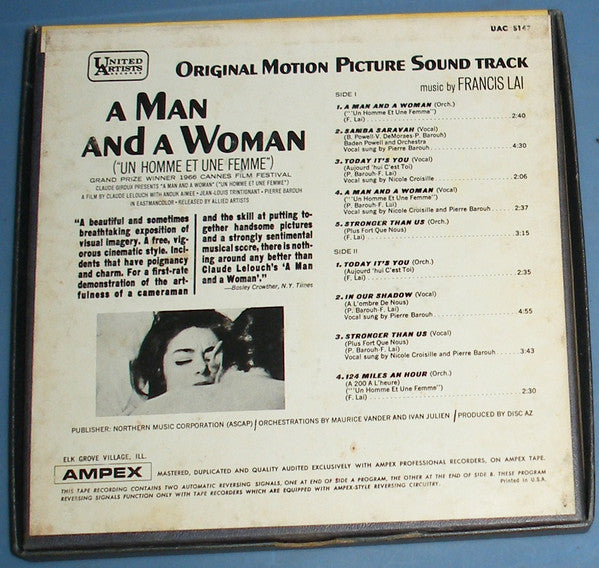 UAC 5147
UNITED
ARTISTS
RECORDS
ORIGINAL MOTION PICTURE SOUND TRACK
music by FRANCIS LAI
A MAN
AND A WOMAN
("UN HOMME ET UNE FEMME")
GRAND PRIZE WINNER 1966 CANNES FILM FESTIVAL
CLAUDE GIROUX PRESENTS "A MAN AND A WOMAN" ("UN HOMME ET UNE FEMME")
A FILM BY CLAUDE LELOUCH WITH ANOUK AIMEE • JEAN-LOUIS TRINTIGNANT • PIERRE BAROUH
IN EASTMANCOLOR • RELEASED BY ALLIED ARTISTS
"A beautiful and sometimes
breathtaking exposition of
visual imagery. A free, vig-
orous cinematic style. Inci-
dents that have poignancy
and charm. For a first-rate
demonstration of the art-
fulness of a cameraman
and the skill at putting to-
gether handsome pictures
and a strongly sentimental
musical score, there is noth-
ing around any better than
Claude Lelouch's 'A Man
and a Woman'."
—Bosley Crowther, N.Y. Times
SIDE I
1. A MAN AND A WOMAN (Orch.)
("'Un Homme Et Une Femme")
(F. Lai) 2:40
2. SAMBA SARAVAH (Vocal)
(B. Powell-V. DeMoraes-P. Barouh)
Baden Powell and Orchestra
Vocal sung by Pierre Barouh 4:30
3. TODAY IT'S YOU (Vocal)
(Aujourd 'hui C'est Toi)
(P. Barouh-F. Lai)
Vocal sung by Nicole Croisille 2:06
4. A MAN AND A WOMAN (Vocal)
("'Un Homme Et Une Femme")
(P. Barouh-F. Lai)
Vocal sung by Nicole Croisille and Pierre Barouh 2:37
5. STRONGER THAN US (Orch.)
(Plus Fort Que Nous)
(F. Lai) 3:15
SIDE II
1. TODAY IT'S YOU (Orch.)
(Aujourd 'hui C'est Toi)
(F. Lai) 2:35
2. IN OUR SHADOW (Vocal)
(A L'ombre De Nous)
(P. Barouh-F. Lai)
Vocal sung by Pierre Barouh 4:55
3. STRONGER THAN US (Vocal)
(Plus Fort Que Nous)
(P. Barouh-F. Lai)
Vocal sung by Nicole Croisille and Pierre Barouh 3:43
4. 124 MILES AN HOUR (Orch.)
(A 200 A L'heure)
("'Un Homme Et Une Femme")
(F. Lai) 2:30
PUBLISHER: NORTHERN MUSIC CORPORATION (ASCAP) / ORCHESTRATIONS BY MAURICE VANDER AND IVAN JULIEN / PRODUCED BY DISC AZ
ELK GROVE VILLAGE, ILL.
AMPEX MASTERED, DUPLICATED AND QUALITY AUDITED EXCLUSIVELY WITH AMPEX PROFESSIONAL RECORDERS, ON AMPEX TAPE.
THIS TAPE RECORDING CONTAINS TWO AUTOMATIC REVERSING SIGNALS, ONE AT END OF SIDE A PROGRAM, THE OTHER AT THE END OF SIDE B. THESE PROGRAM
REVERSING SIGNALS FUNCTION ONLY WITH TAPE RECORDERS WHICH ARE EQUIPPED WITH AMPEX-STYLE REVERSING CIRCUITRY.
Printed in U.S.A.